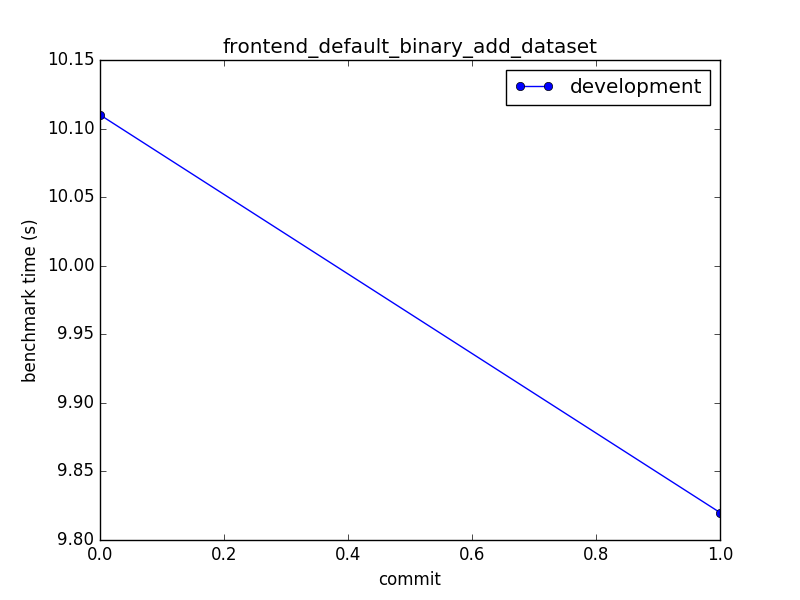 frontend_default_binary_add_dataset
development
benchmark time (s)
10.15
10.10
10.05
10.00
9.95
9.90
9.85
9.80
0.0 0.2 0.4 0.6 0.8 1.0
commit